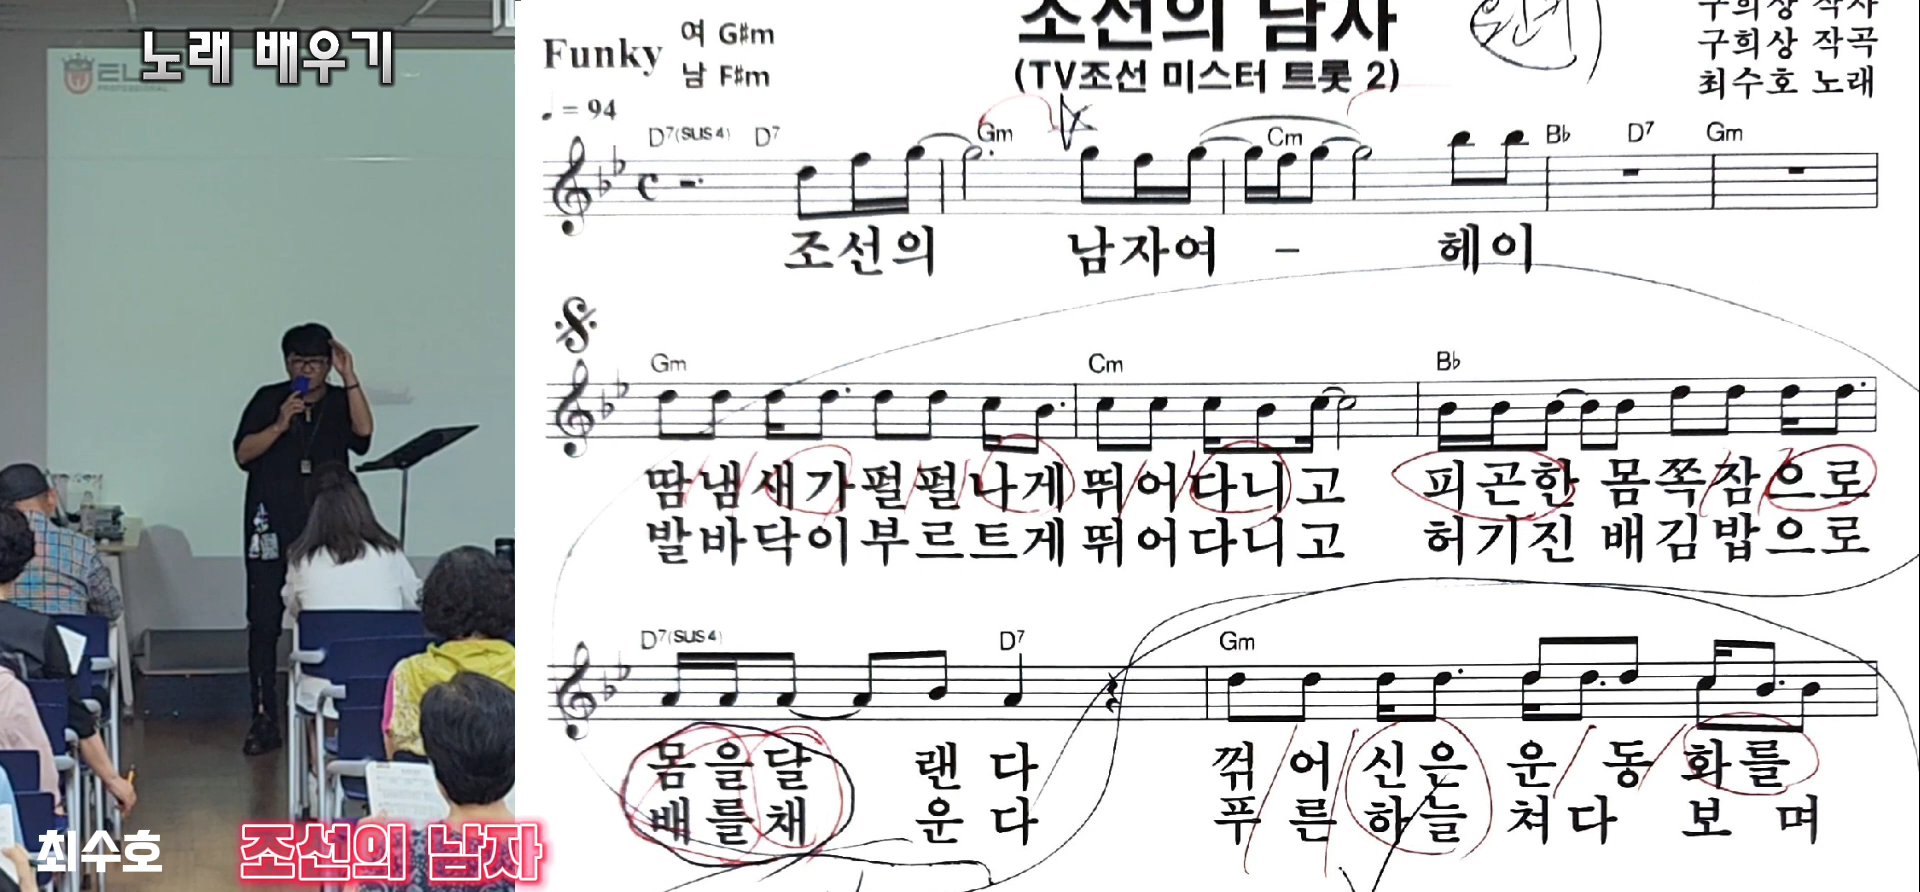 노래 배우기
PROFESSIONAL
최수호
조선의 남자
Funky 여 G#m
남 F#m
조선의 남자
(TV조선 미스터 트롯 2)
구희상 작사
구희상 작곡
최수호 노래
♩ = 94
D7(SUS4) D7 Gm Cm Bb D7 Gm
조선의 남자여 - 헤이
Gm Cm Bb
땀냄새가펄펄나게뛰어다니고 피곤한 몸쪽잠으로
발바닥이부르트게뛰어다니고 허기진 배김밥으로
D7(SUS4) D7 Gm
몸을달 랜다 꺾어신은 운동화를
배를채 운다 푸른하늘 쳐다 보며